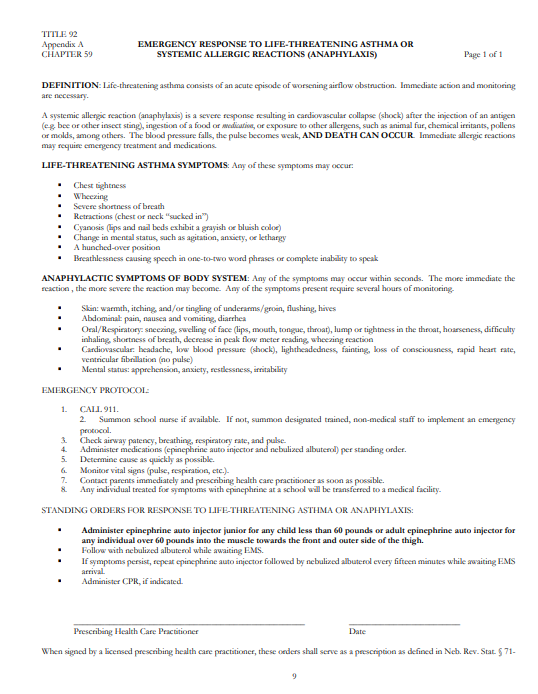 TITLE 92
Appendix A
CHAPTER 59
EMERGENCY RESPONSE TO LIFE-THREATENING ASTHMA OR
SYSTEMIC ALLERGIC REACTIONS (ANAPHYLAXIS)
Page 1 of 1
DEFINITION: Life-threatening asthma consists of an acute episode of worsening airflow obstruction. Immediate action and monitoring
are necessary.
A systemic allergic reaction (anaphylaxis) is a severe response resulting in cardiovascular collapse (shock) after the injection of an antigen
(e.g. bee or other insect sting), ingestion of a food or medication, or exposure to other allergens, such as animal fur, chemical irritants, pollens
or molds, among others. The blood pressure falls, the pulse becomes weak, AND DEATH CAN OCCUR. Immediate allergic reactions
may require emergency treatment and medications.
LIFE-THREATENING ASTHMA SYMPTOMS: Any of these symptoms may occur:
▪ Chest tightness
▪ Wheezing
▪ Severe shortness of breath
▪ Retractions (chest or neck "sucked in")
▪ Cyanosis (lips and nail beds exhibit a grayish or bluish color)
▪ Change in mental status, such as agitation, anxiety, or lethargy
▪ A hunched-over position
▪ Breathlessness causing speech in one-to-two word phrases or complete inability to speak
ANAPHYLACTIC SYMPTOMS OF BODY SYSTEM: Any of the symptoms may occur within seconds. The more immediate the
reaction , the more severe the reaction may become. Any of the symptoms present require several hours of monitoring.
▪ Skin: warmth, itching, and/or tingling of underarms/groin, flushing, hives
▪ Abdominal: pain, nausea and vomiting, diarrhea
▪ Oral/Respiratory: sneezing, swelling of face (lips, mouth, tongue, throat), lump or tightness in the throat, hoarseness, difficulty
inhaling, shortness of breath, decrease in peak flow meter reading, wheezing reaction
▪ Cardiovascular: headache, low blood pressure (shock), lightheadedness, fainting, loss of consciousness, rapid heart rate,
ventricular fibrillation (no pulse)
▪ Mental status: apprehension, anxiety, restlessness, irritability
EMERGENCY PROTOCOL:
1. CALL 911.
2. Summon school nurse if available. If not, summon designated trained, non-medical staff to implement an emergency
protocol.
3. Check airway patency, breathing, respiratory rate, and pulse.
4. Administer medications (epinephrine auto injector and nebulized albuterol) per standing order.
5. Determine cause as quickly as possible.
6. Monitor vital signs (pulse, respiration, etc.).
7. Contact parents immediately and prescribing health care practitioner as soon as possible.
8. Any individual treated for symptoms with epinephrine at a school will be transferred to a medical facility.
STANDING ORDERS FOR RESPONSE TO LIFE-THREATENING ASTHMA OR ANAPHYLAXIS:
▪ Administer epinephrine auto injector junior for any child less than 60 pounds or adult epinephrine auto injector for
any individual over 60 pounds into the muscle towards the front and outer side of the thigh.
▪ Follow with nebulized albuterol while awaiting EMS.
▪ If symptoms persist, repeat epinephrine auto injector followed by nebulized albuterol every fifteen minutes while awaiting EMS
arrival.
▪ Administer CPR, if indicated.
Prescribing Health Care Practitioner
Date
When signed by a licensed prescribing health care practitioner, these orders shall serve as a prescription as defined in Neb. Rev. Stat. § 71-
9